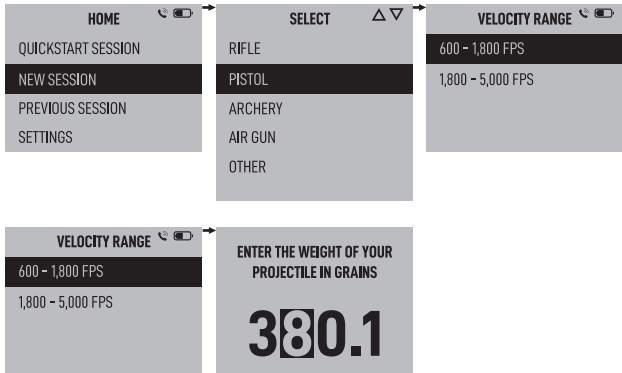 HOME
QUICKSTART SESSION
NEW SESSION
PREVIOUS SESSION
SETTINGS
SELECT
RIFLE
PISTOL
ARCHERY
AIR GUN
OTHER
VELOCITY RANGE
600 - 1,800 FPS
1,800 - 5,000 FPS
VELOCITY RANGE
600 - 1,800 FPS
1,800 - 5,000 FPS
ENTER THE WEIGHT OF YOUR
PROJECTILE IN GRAINS
380.1